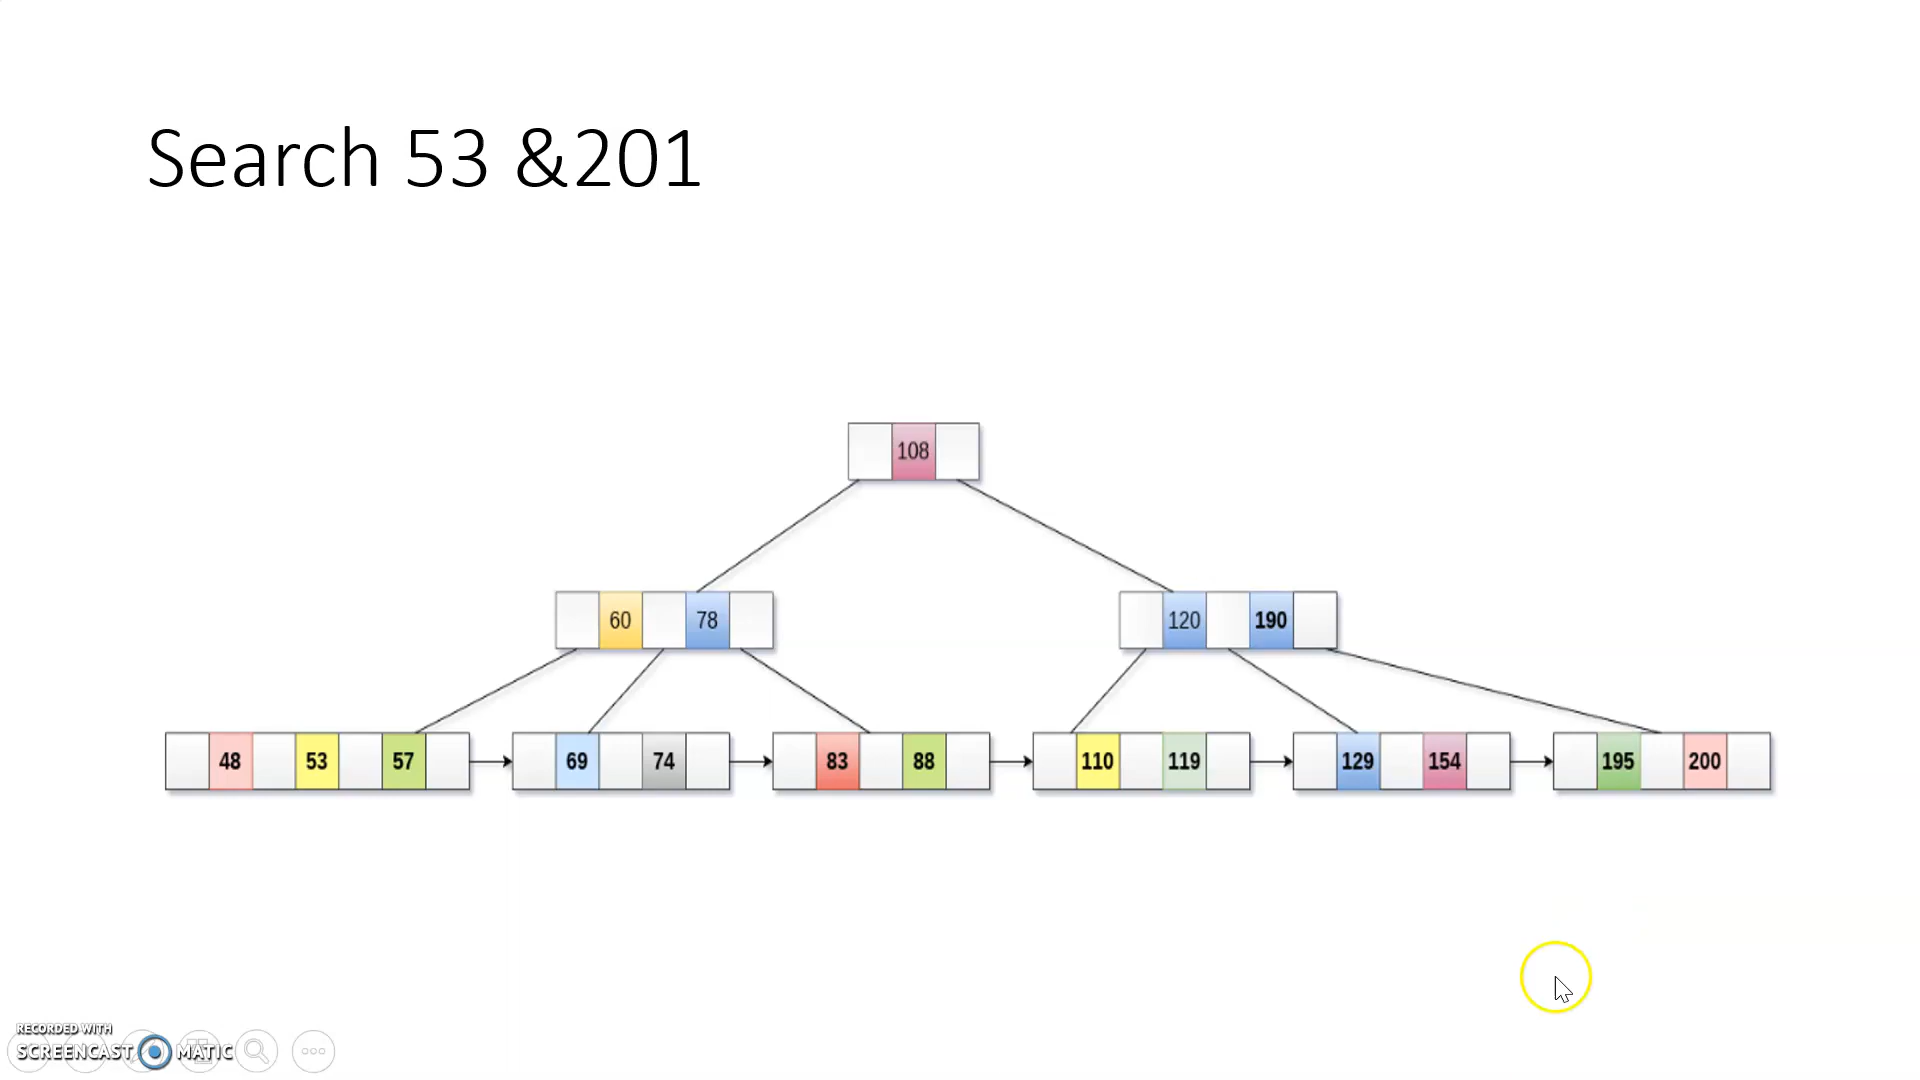 Search 53 &201
108
60 78 120 190
48 53 57 69 74 83 88 110 119 129 154 195 200
RECORDED WITH
SCREENCAST MATIC